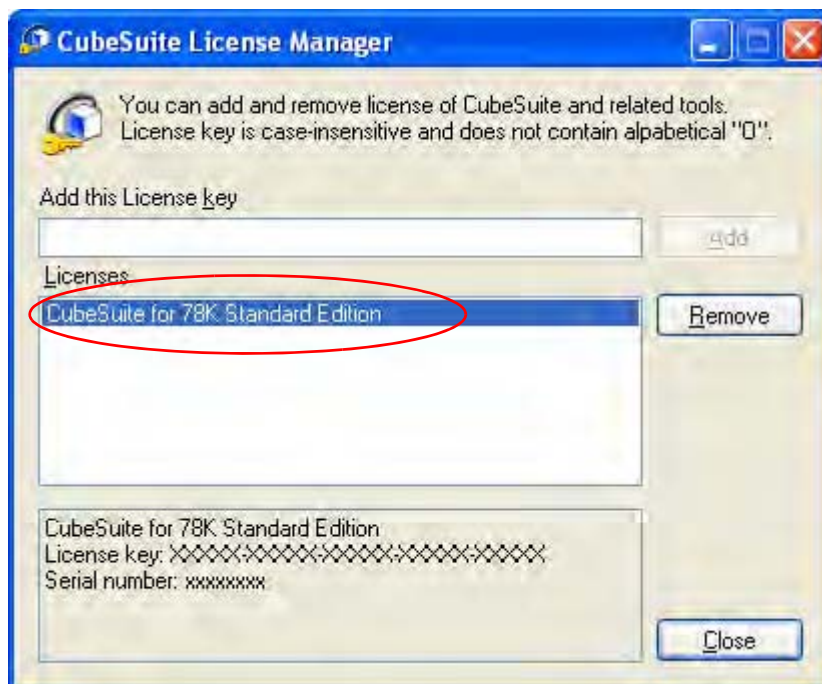 CubeSuite License Manager
You can add and remove license of CubeSuite and related tools.
License key is case-insensitive and does not contain alpabetical "O".
Add this License key
Add
Licenses
CubeSuite for 78K Standard Edition
Remove
CubeSuite for 78K Standard Edition
License key: XXXXX-XXXXX-XXXXX-XXXXX-XXXXX
Serial number: xxxxxxxx
Close